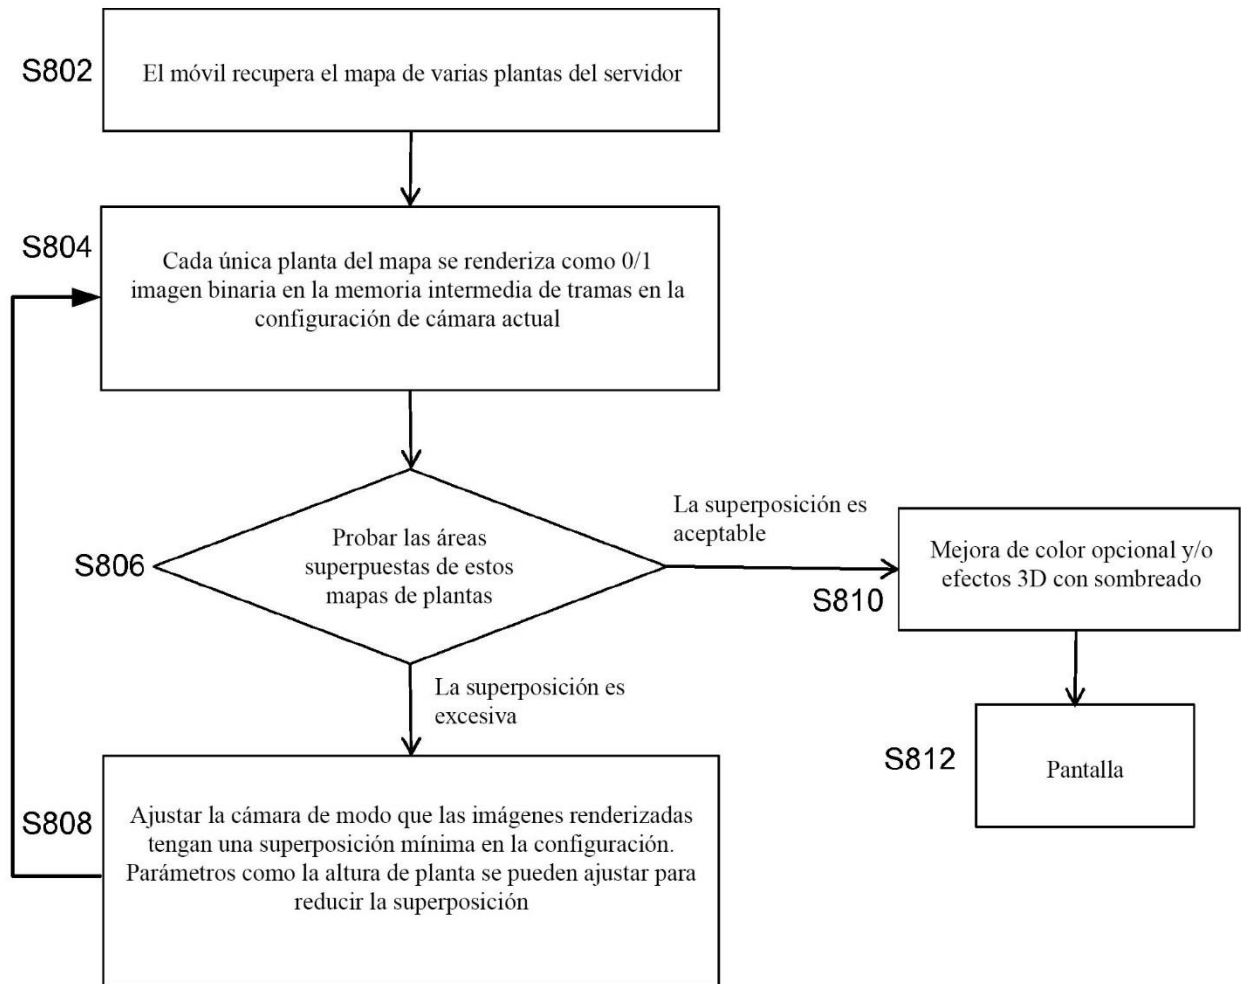 S802
El móvil recupera el mapa de varias plantas del servidor
S804
Cada única planta del mapa se renderiza como 0/1
imagen binaria en la memoria intermedia de tramas en la
configuración de cámara actual
S806
Probar las áreas
superpuestas de estos
mapas de plantas
La superposición es
aceptable
S810
Mejora de color opcional y/o
efectos 3D con sombreado
La superposición es
excesiva
S812
Pantalla
S808
Ajustar la cámara de modo que las imágenes renderizadas
tengan una superposición mínima en la configuración.
Parámetros como la altura de planta se pueden ajustar para
reducir la superposición